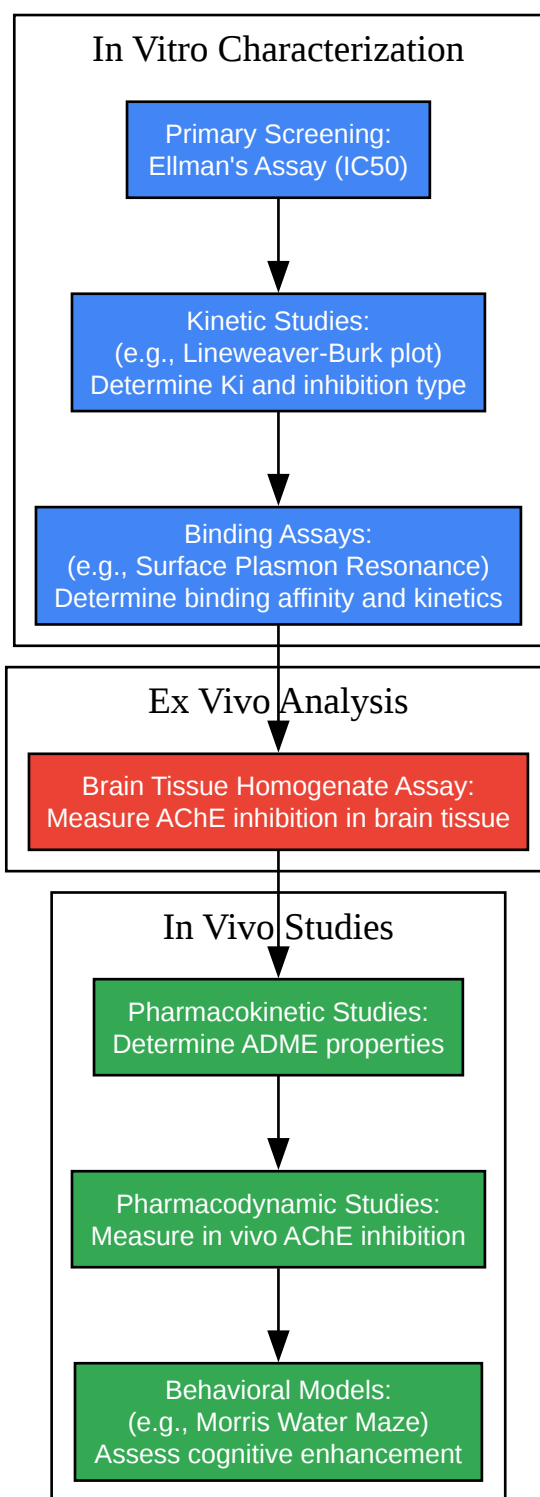 In Vitro Characterization
Primary Screening:
Ellman's Assay (IC50)
Kinetic Studies:
(e.g., Lineweaver-Burk plot)
Determine Ki and inhibition type
Binding Assays:
(e.g., Surface Plasmon Resonance)
Determine binding affinity and kinetics
Ex Vivo Analysis
Brain Tissue Homogenate Assay:
Measure AChE inhibition in brain tissue
In Vivo Studies
Pharmacokinetic Studies:
Determine ADME properties
Pharmacodynamic Studies:
Measure in vivo AChE inhibition
Behavioral Models:
(e.g., Morris Water Maze)
Assess cognitive enhancement